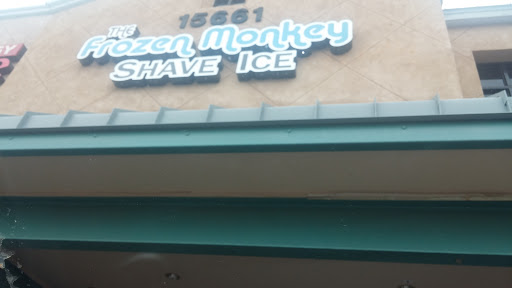 15661
The
Frozen Monkey
SHAVE ICE